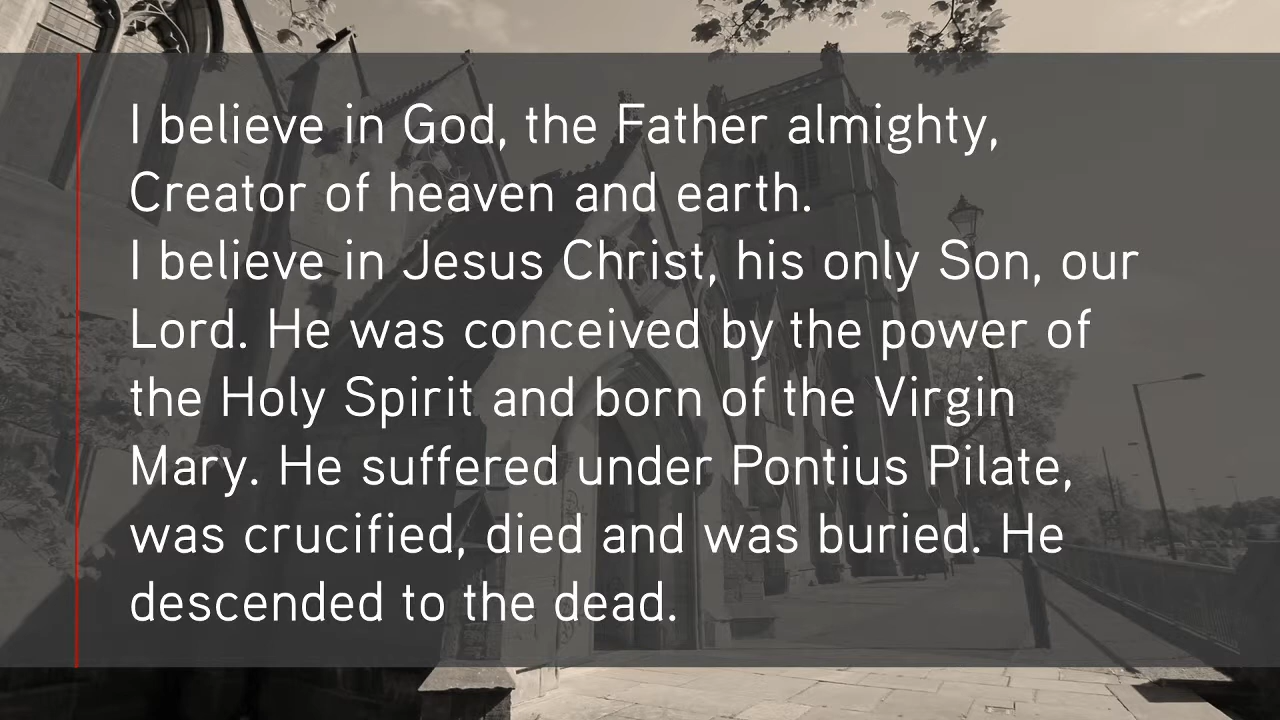 I believe in God, the Father almighty,
Creator of heaven and earth.
I believe in Jesus Christ, his only Son, our
Lord. He was conceived by the power of
the Holy Spirit and born of the Virgin
Mary. He suffered under Pontius Pilate,
was crucified, died and was buried. He
descended to the dead.